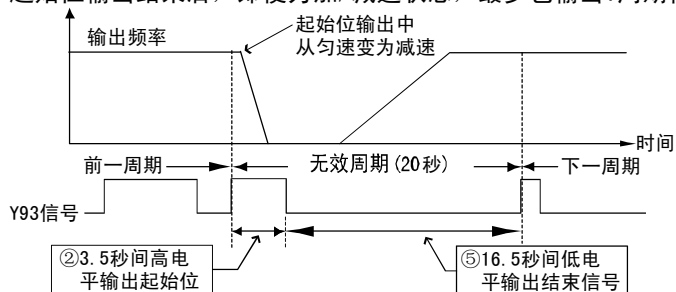 输出频率
起始位输出中
从匀速变为减速
时间
前一周期
无效周期(20秒)
下一周期
Y93信号
②3.5秒间高电
平输出起始位
⑤16.5秒间低电
平输出结束信号